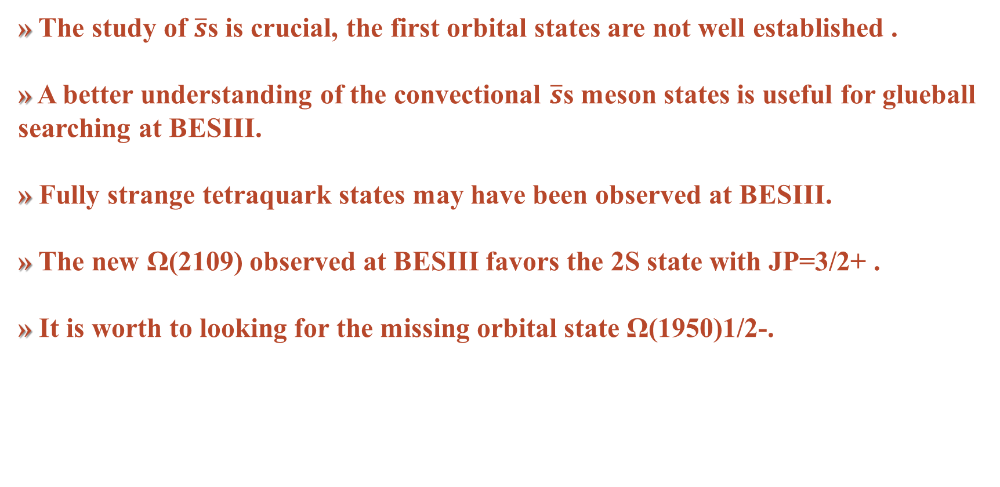 » The study of s̅s is crucial, the first orbital states are not well established .
» A better understanding of the convectional s̅s meson states is useful for glueball
searching at BESIII.
» Fully strange tetraquark states may have been observed at BESIII.
» The new Ω(2109) observed at BESIII favors the 2S state with JP=3/2+ .
» It is worth to looking for the missing orbital state Ω(1950)1/2-.